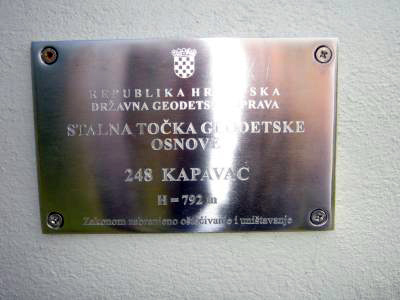 REPUBLIKA HRVATSKA
DRŽAVNA GEODETSKA UPRAVA
STALNA TOČKA GEODETSKE
OSNOVE
248 KAPAVAC
H = 792 m
Zakonom zabranjeno oštećivanje i uništavanje